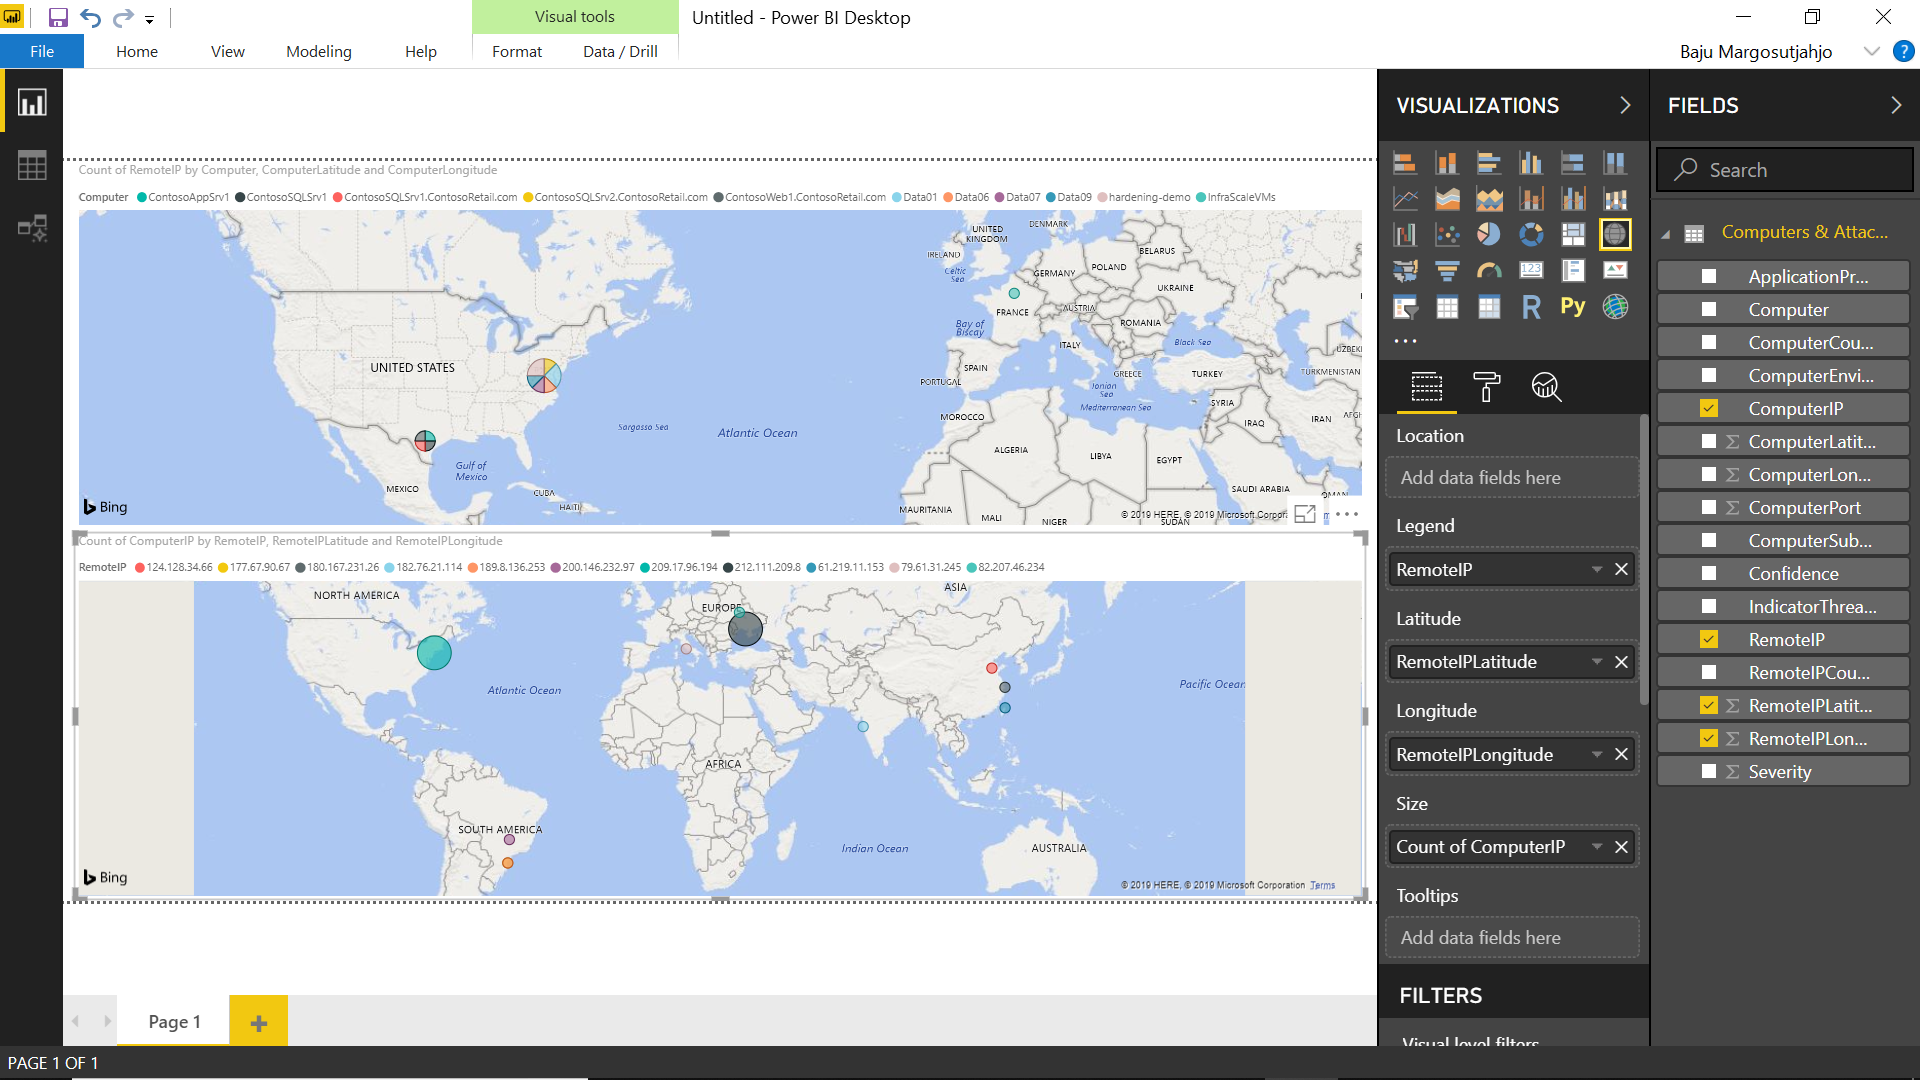 Visual tools
Untitled - Power BI Desktop
File
Home
View
Modeling
Help
Format
Data / Drill
Baju Margosutjahjo
?
Count of RemoteIP by Computer, ComputerLatitude and ComputerLongitude
Computer ContosoAppSrv1 ContosoSQLSrv1 ContosoSQLSrv1.ContosoRetail.com ContosoSQLSrv2.ContosoRetail.com ContosoWeb1.ContosoRetail.com Data01 Data06 Data07 Data09 hardening-demo InfraScaleVMs
UNITED KINGDOM
DENMARK
IRELAND
Celtic Sea
BELARUS
POLAND
GERMANY
UKRAINE
FRANCE
AUSTRIA
ROMANIA
Bay of Biscay
ITALY
Black Sea
UZBEK
SPAIN
GREECE
TURKEY
TURKMENISTAN
PORTUGAL
Ionian Sea
Mediterranean Sea
SYRIA
MOROCCO
IRAQ
IRAN
AFGH
ALGERIA
LIBYA
EGYPT
SAUDI ARABIA
OMAN
MAURITANIA
MALI
NIGER
SUDAN
UNITED STATES
Sargasso Sea
Atlantic Ocean
Gulf of Mexico
MEXICO
CUBA
HAITI
Bing
© 2019 HERE, © 2019 Microsoft Corpor
Count of ComputerIP by RemoteIP, RemoteIPLatitude and RemoteIPLongitude
RemoteIP 124.128.34.66 177.67.90.67 180.167.231.26 182.76.21.114 189.8.136.253 200.146.232.97 209.17.96.194 212.111.209.8 61.219.11.153 79.61.31.245 82.207.46.234
NORTH AMERICA
EUROPE
ASIA
Atlantic Ocean
Pacific Ocean
AFRICA
SOUTH AMERICA
Indian Ocean
AUSTRALIA
Bing
© 2019 HERE, © 2019 Microsoft Corporation Terms
Page 1
+
PAGE 1 OF 1
VISUALIZATIONS
123
R
Py
Location
Add data fields here
Legend
RemoteIP
Latitude
RemoteIPLatitude
Longitude
RemoteIPLongitude
Size
Count of ComputerIP
Tooltips
Add data fields here
FILTERS
Visual level filters
FIELDS
Search
Computers & Attac...
ApplicationPr...
Computer
ComputerCou...
ComputerEnvi...
ComputerIP
Σ ComputerLatit...
Σ ComputerLon...
Σ ComputerPort
ComputerSub...
Confidence
IndicatorThrea...
RemoteIP
RemoteIPCou...
Σ RemoteIPLatit...
Σ RemoteIPLon...
Σ Severity